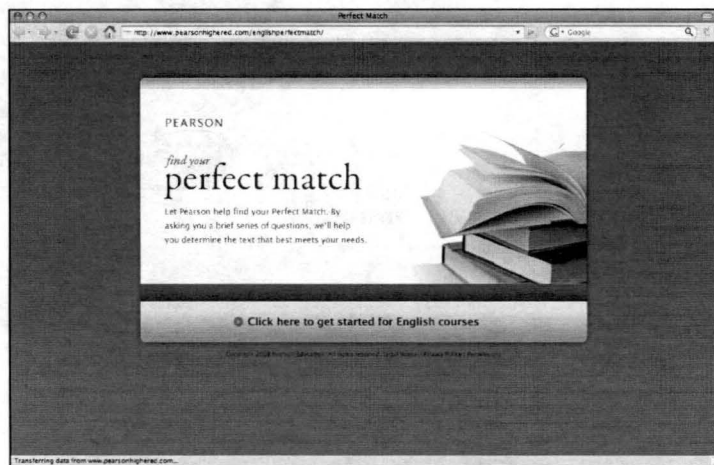 Perfect Match
http://www.pearsonhighered.com/englishperfectmatch/
Google
PEARSON
find your
perfect match
Let Pearson help find your Perfect Match. By
asking you a brief series of questions, we'll help
you determine the text that best meets your needs.
Click here to get started for English courses
Transferring data from www.pearsonhighered.com...